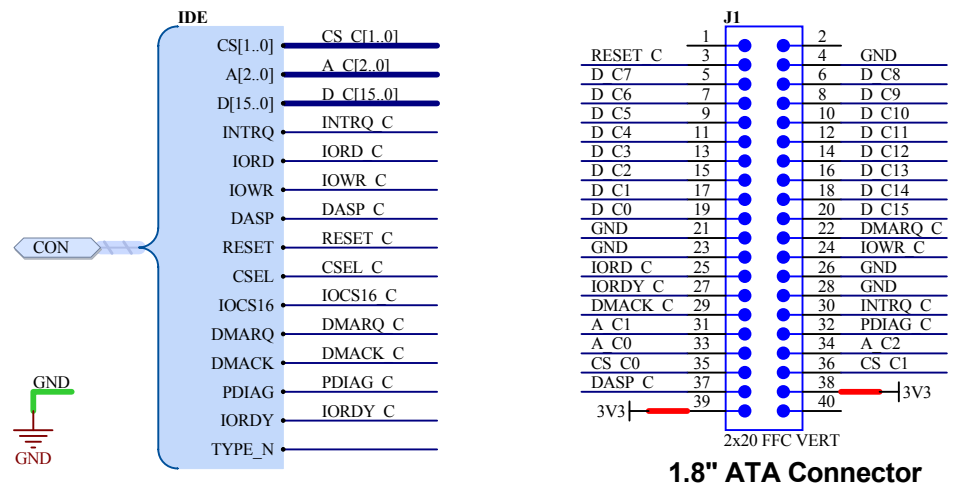 IDE
CS[1..0] CS_C[1..0]
A[2..0] A_C[2..0]
D[15..0] D_C[15..0]
INTRQ INTRQ_C
IORD IORD_C
IOWR IOWR_C
DASP DASP_C
CON
RESET RESET_C
CSEL CSEL_C
IOCS16 IOCS16_C
DMARQ DMARQ_C
DMACK DMACK_C
GND
PDIAG PDIAG_C
IORDY IORDY_C
TYPE_N
GND
J1
1 2
RESET_C 3 4 GND
D_C7 5 6 D_C8
D_C6 7 8 D_C9
D_C5 9 10 D_C10
D_C4 11 12 D_C11
D_C3 13 14 D_C12
D_C2 15 16 D_C13
D_C1 17 18 D_C14
D_C0 19 20 D_C15
GND 21 22 DMARQ_C
GND 23 24 IOWR_C
IORD_C 25 26 GND
IORDY_C 27 28 GND
DMACK_C 29 30 INTRQ_C
A_C1 31 32 PDIAG_C
A_C0 33 34 A_C2
CS_C0 35 36 CS_C1
DASP_C 37 38 3V3
3V3 39 40
2x20 FFC VERT
1.8" ATA Connector